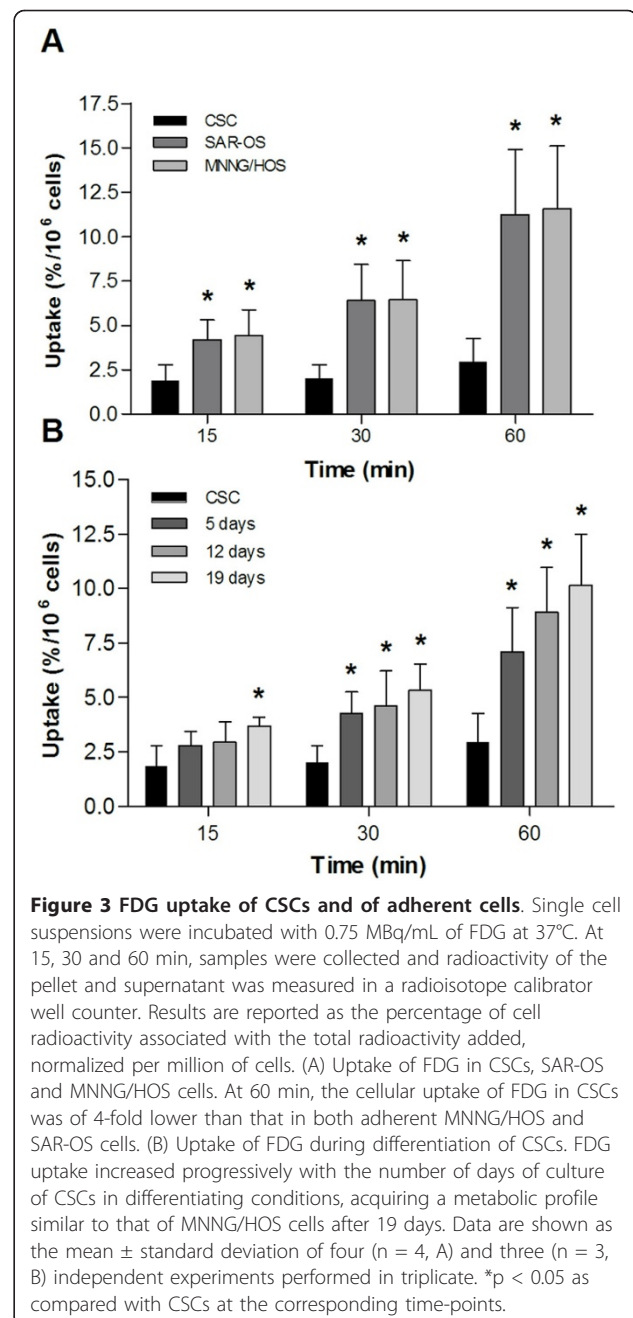 A
17.5
15.0
12.5
10.0
7.5
5.0
2.5
0.0
Uptake (%/10⁶ cells)
CSC
SAR-OS
MNNG/HOS
* *
* *
* *
15 30 60
Time (min)
B
15.0
12.5
10.0
7.5
5.0
2.5
0.0
Uptake (%/10⁶ cells)
CSC
5 days
12 days
19 days
*
* * *
* * *
15 30 60
Time (min)
Figure 3 FDG uptake of CSCs and of adherent cells. Single cell
suspensions were incubated with 0.75 MBq/mL of FDG at 37°C. At
15, 30 and 60 min, samples were collected and radioactivity of the
pellet and supernatant was measured in a radioisotope calibrator
well counter. Results are reported as the percentage of cell
radioactivity associated with the total radioactivity added,
normalized per million of cells. (A) Uptake of FDG in CSCs, SAR-OS
and MNNG/HOS cells. At 60 min, the cellular uptake of FDG in CSCs
was of 4-fold lower than that in both adherent MNNG/HOS and
SAR-OS cells. (B) Uptake of FDG during differentiation of CSCs. FDG
uptake increased progressively with the number of days of culture
of CSCs in differentiating conditions, acquiring a metabolic profile
similar to that of MNNG/HOS cells after 19 days. Data are shown as
the mean ± standard deviation of four (n = 4, A) and three (n = 3,
B) independent experiments performed in triplicate. *p < 0.05 as
compared with CSCs at the corresponding time-points.